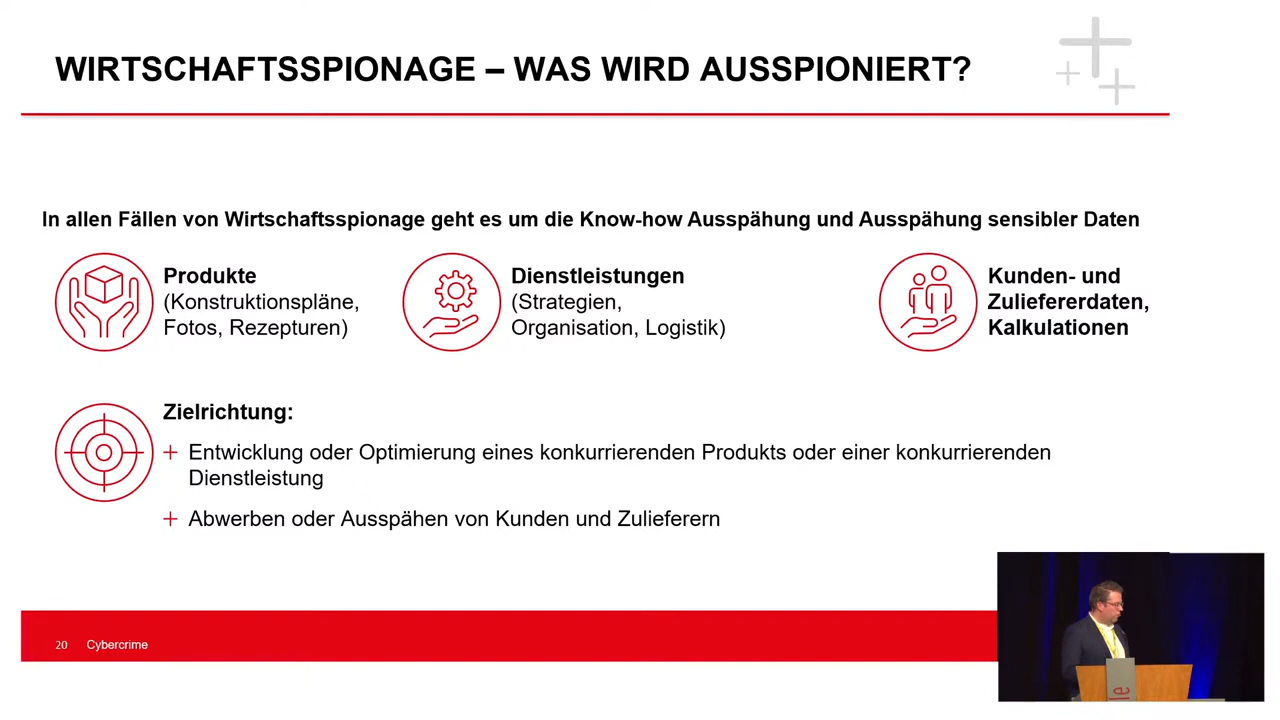 WIRTSCHAFTSSPIONAGE – WAS WIRD AUSSPIONIERT?
In allen Fällen von Wirtschaftsspionage geht es um die Know-how Ausspähung und Ausspähung sensibler Daten
Produkte
(Konstruktionspläne,
Fotos, Rezepturen)
Dienstleistungen
(Strategien,
Organisation, Logistik)
Kunden- und
Zuliefererdaten,
Kalkulationen
Zielrichtung:
+ Entwicklung oder Optimierung eines konkurrierenden Produkts oder einer konkurrierenden
Dienstleistung
+ Abwerben oder Ausspähen von Kunden und Zulieferern
20 Cybercrime
le